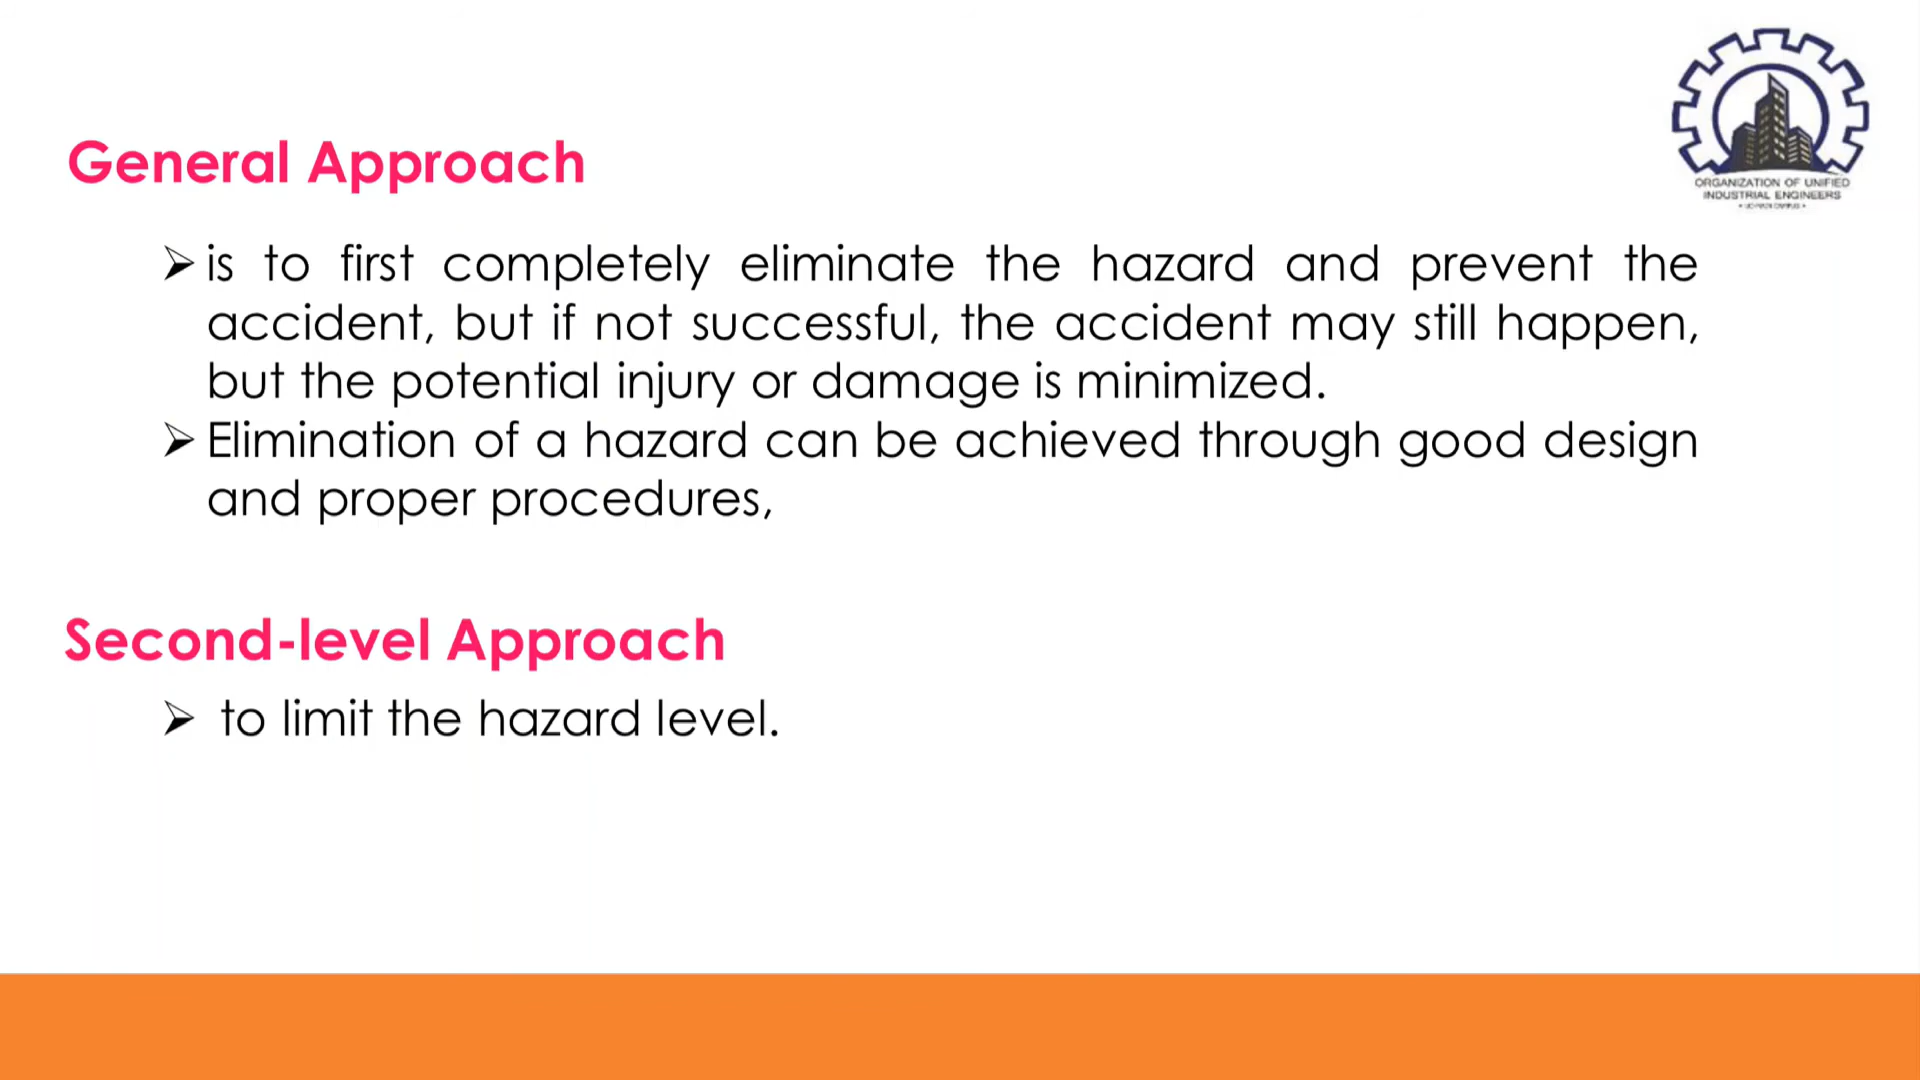 ORGANIZATION OF UNIFIED
INDUSTRIAL ENGINEERS
General Approach
➢ is to first completely eliminate the hazard and prevent the
accident, but if not successful, the accident may still happen,
but the potential injury or damage is minimized.
➢ Elimination of a hazard can be achieved through good design
and proper procedures,
Second-level Approach
➢ to limit the hazard level.